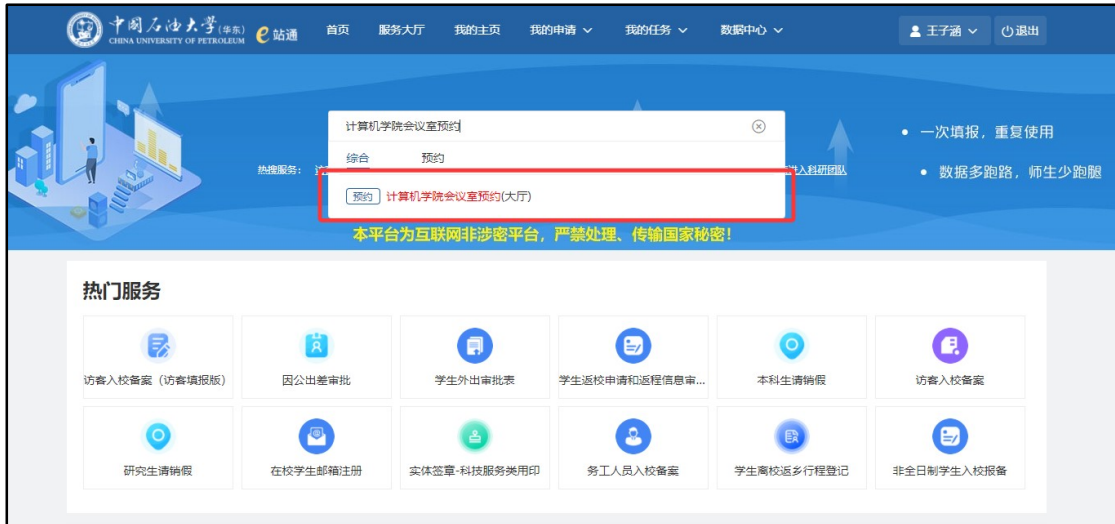 中国石油大学(华东)
CHINA UNIVERSITY OF PETROLEUM
e站通
首页 服务大厅 我的主页 我的申请 我的任务 数据中心
王子涵 退出
计算机学院会议室预约
综合 预约
热搜服务：
进入科研团队
预约 计算机学院会议室预约(大厅)
一次填报，重复使用
数据多跑路，师生少跑腿
本平台为互联网非涉密平台，严禁处理、传输国家秘密！
热门服务
访客入校备案（访客填报版） 因公出差审批 学生外出审批表 学生返校申请和返程信息审... 本科生请销假 访客入校备案
研究生请销假 在校学生邮箱注册 实体签章-科技服务类用印 务工人员入校备案 学生离校返乡行程登记 非全日制学生入校报备